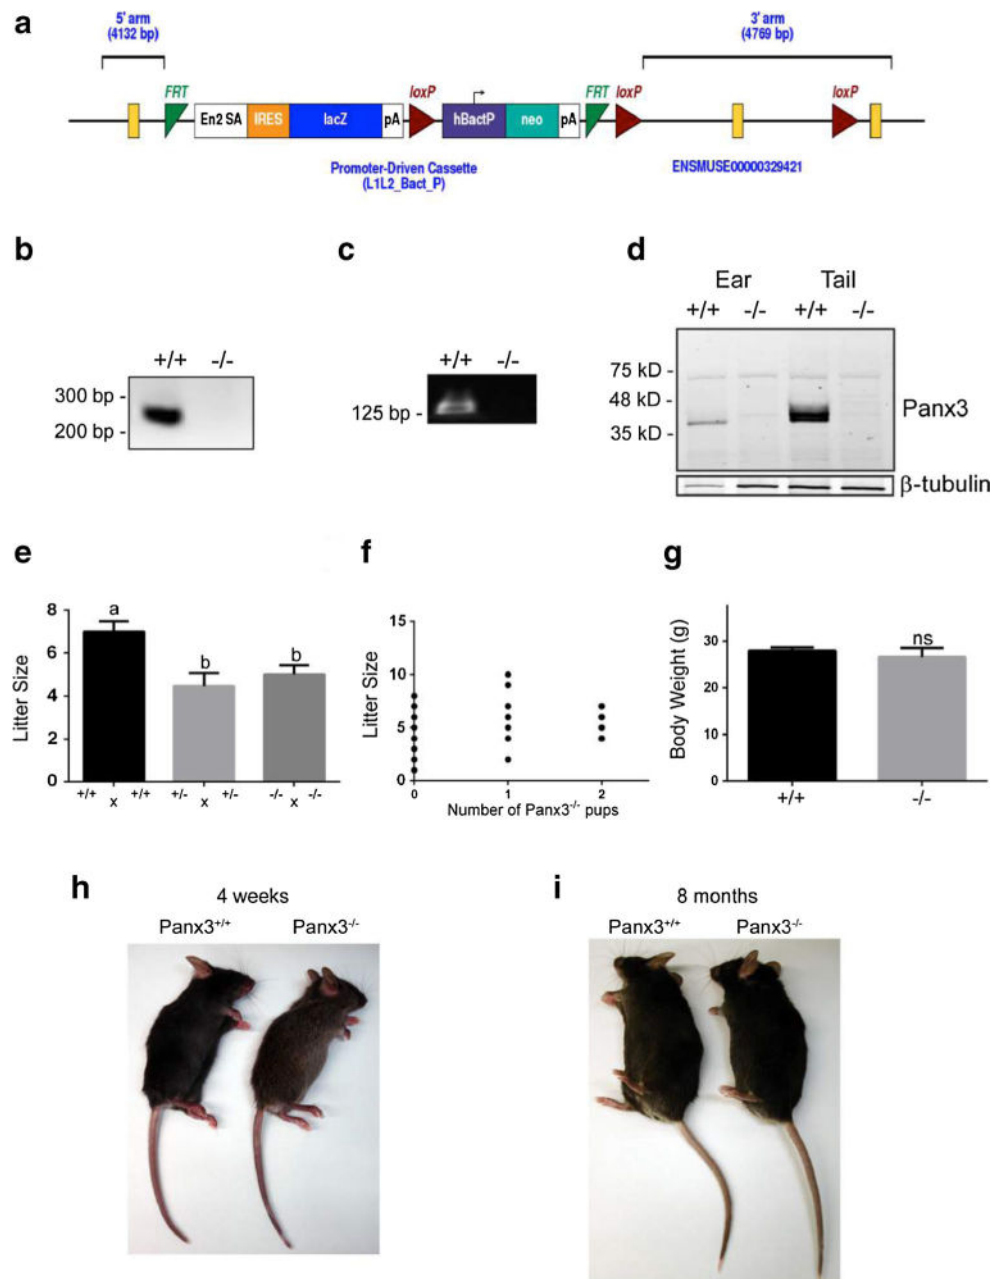 a
5' arm
(4132 bp)
3' arm
(4769 bp)
FRT
loxP
FRT
loxP
loxP
En2 SA
IRES
lacZ
pA
hBactP
neo
pA
Promoter-Driven Cassette
(L1L2_Bact_P)
ENSMUSE00000329421
b
+/+ -/-
300 bp -
200 bp -
c
+/+ -/-
125 bp -
d
Ear Tail
+/+ -/- +/+ -/-
75 kD -
48 kD -
35 kD -
Panx3
β-tubulin
e
Litter Size
8
6
4
2
0
a
b
b
+/+ x +/+
+/- x +/-
-/- x -/-
f
Litter Size
15
10
5
0
0 1 2
Number of Panx3-/- pups
g
Body Weight (g)
30
20
10
0
ns
+/+ -/-
h
4 weeks
Panx3+/+ Panx3-/-
i
8 months
Panx3+/+ Panx3-/-